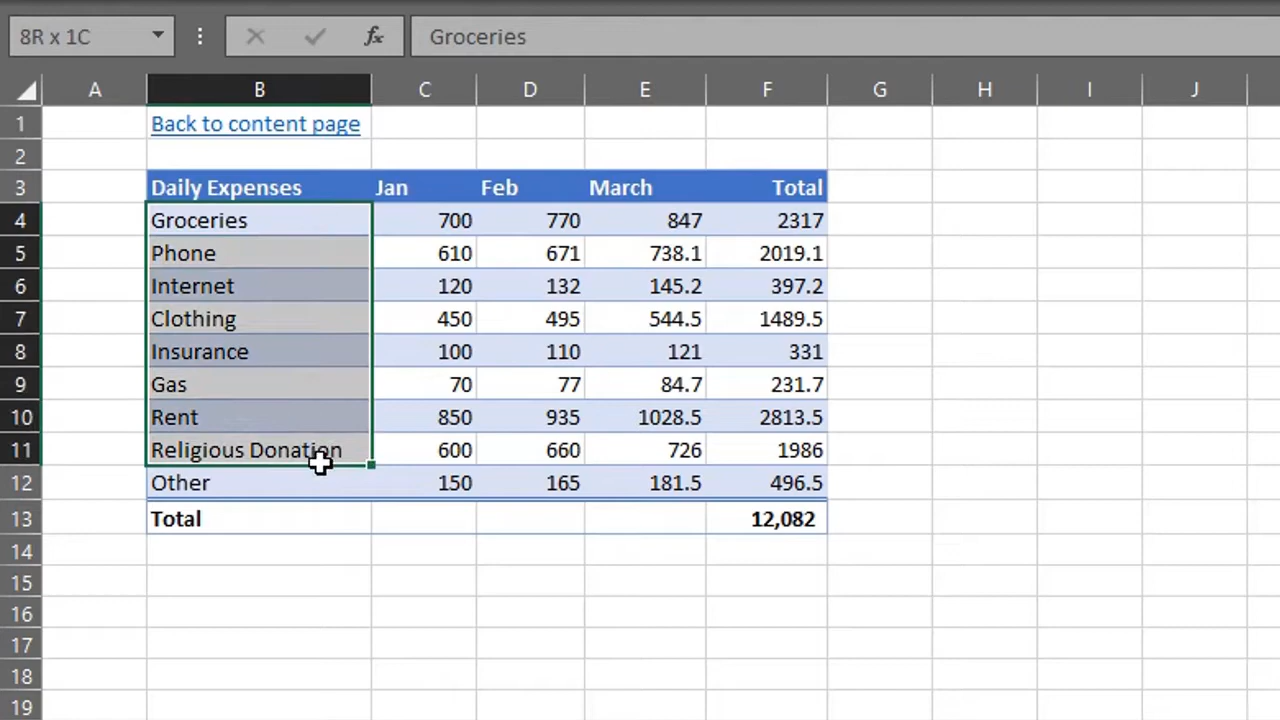 8R x 1C fx Groceries
A B C D E F G H I J
1 Back to content page
2
3 Daily Expenses Jan Feb March Total
4 Groceries 700 770 847 2317
5 Phone 610 671 738.1 2019.1
6 Internet 120 132 145.2 397.2
7 Clothing 450 495 544.5 1489.5
8 Insurance 100 110 121 331
9 Gas 70 77 84.7 231.7
10 Rent 850 935 1028.5 2813.5
11 Religious Donation 600 660 726 1986
12 Other 150 165 181.5 496.5
13 Total 12,082
14
15
16
17
18
19